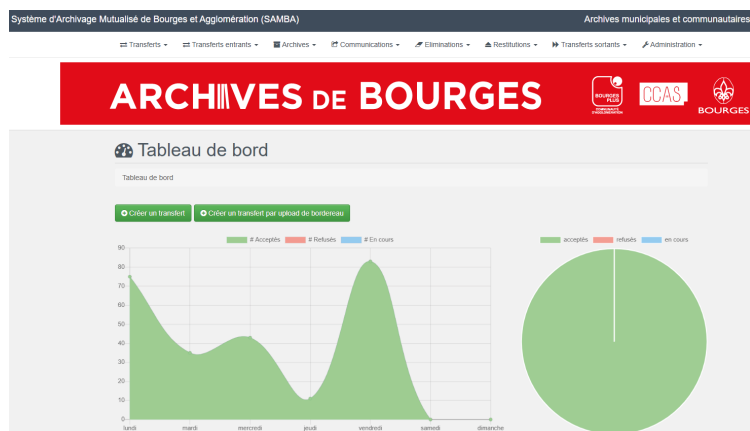 Système d'Archivage Mutualisé de Bourges et Agglomération (SAMBA) Archives municipales et communautaires
Transferts Transferts entrants Archives Communications Eliminations Restitutions Transferts sortants Administration
ARCHIVES DE BOURGES
BOURGES PLUS
COMMUNAUTÉ D'AGGLOMÉRATION
CCAS
BOURGES
Tableau de bord
Tableau de bord
Créer un transfert Créer un transfert par upload de bordereau
# Acceptés # Refusés # En cours
acceptés refusés en cours
90
80
70
60
50
40
30
20
10
0
lundi mardi mercredi jeudi vendredi samedi dimanche